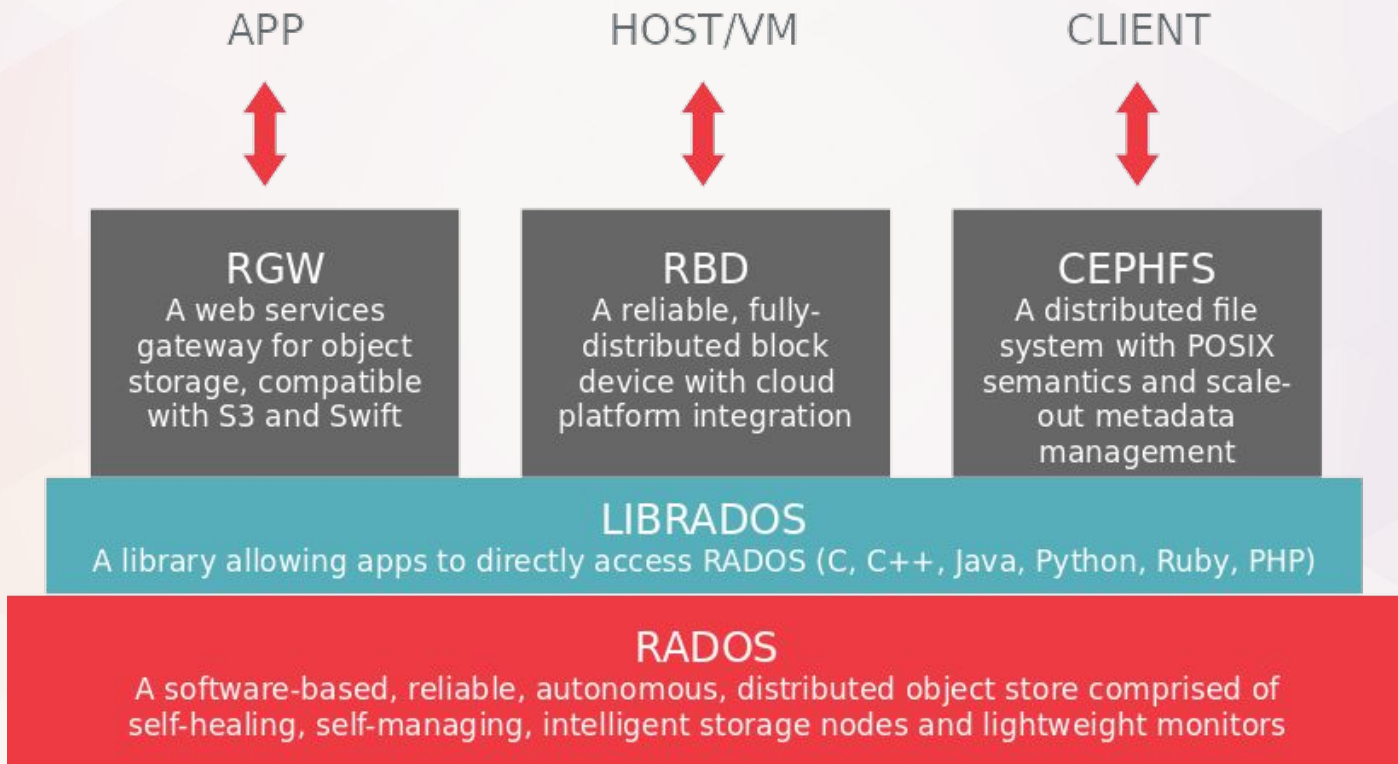 APP
HOST/VM
CLIENT
RGW
A web services
gateway for object
storage, compatible
with S3 and Swift
RBD
A reliable, fully-
distributed block
device with cloud
platform integration
CEPHFS
A distributed file
system with POSIX
semantics and scale-
out metadata
management
LIBRADOS
A library allowing apps to directly access RADOS (C, C++, Java, Python, Ruby, PHP)
RADOS
A software-based, reliable, autonomous, distributed object store comprised of
self-healing, self-managing, intelligent storage nodes and lightweight monitors